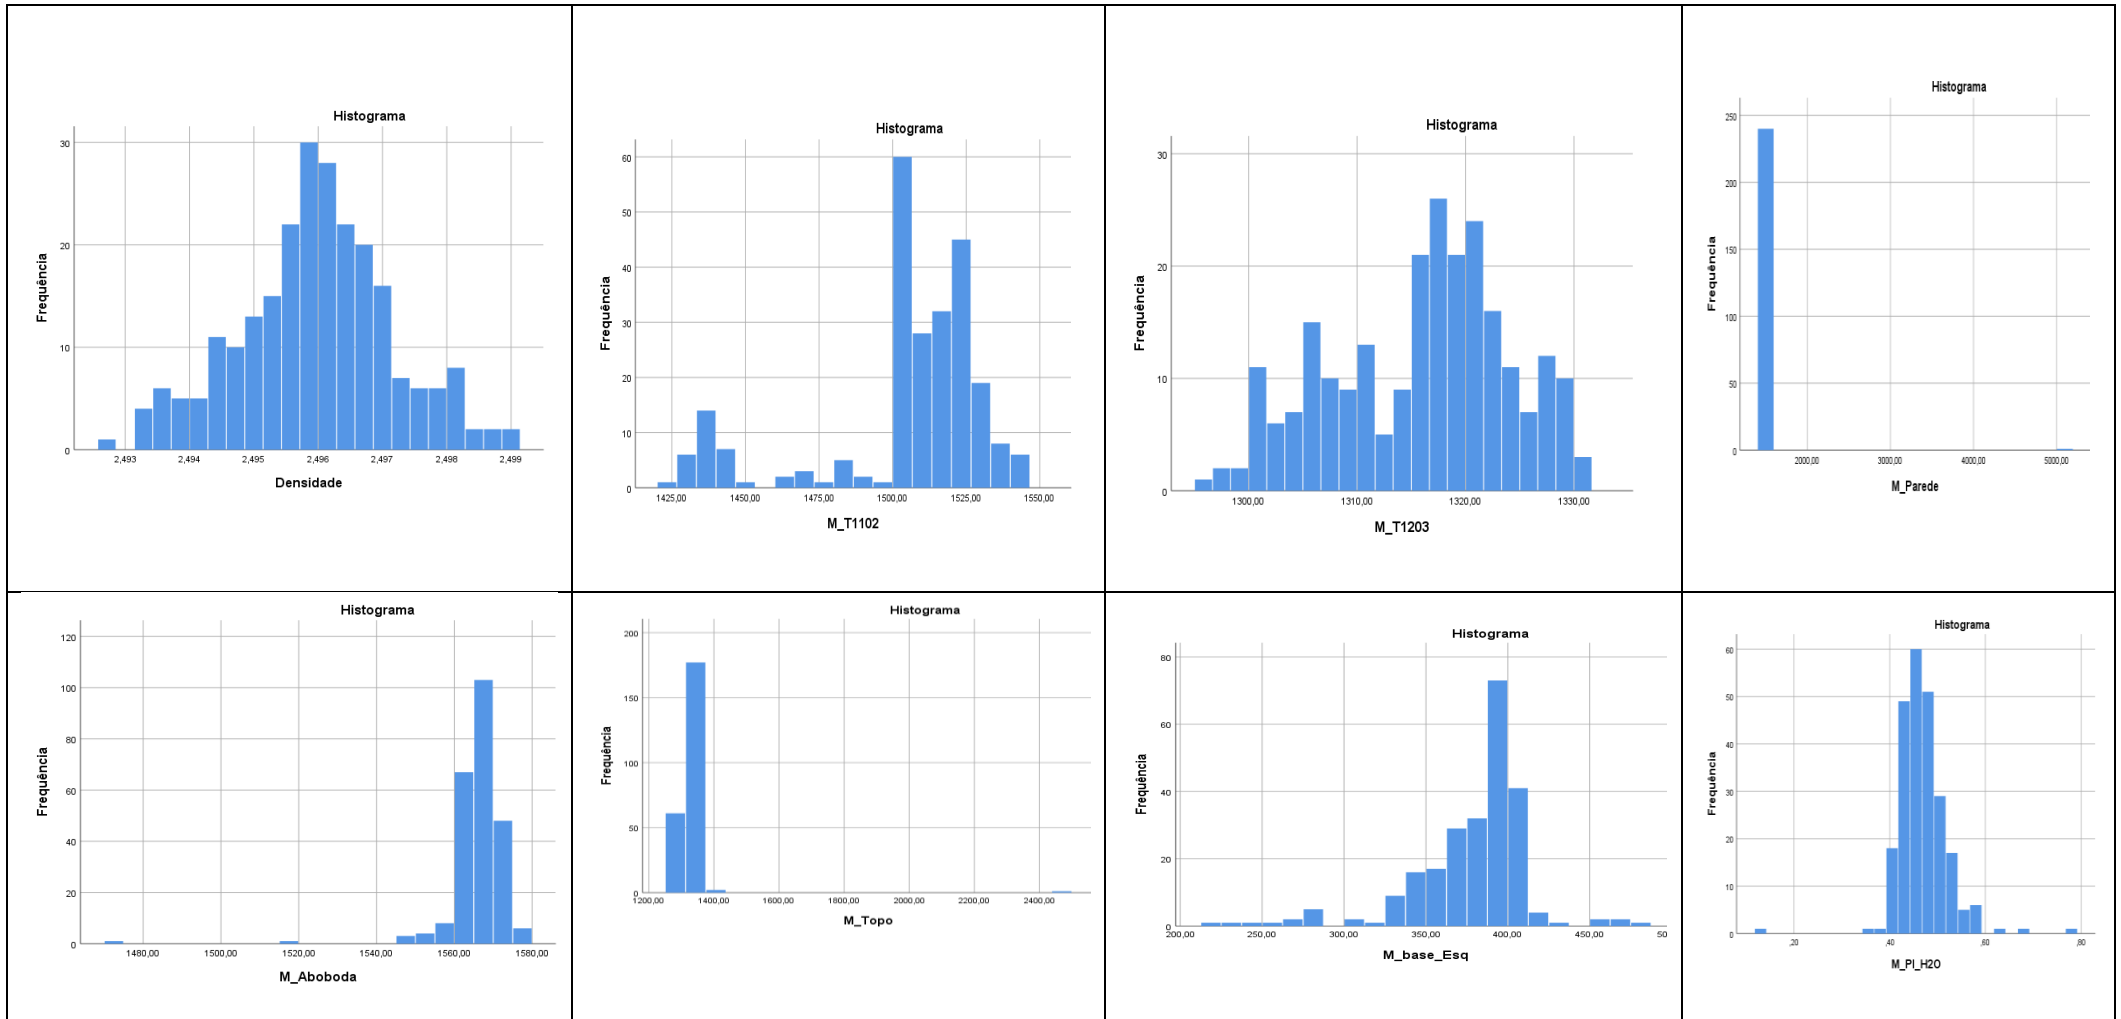 Histograma
30
20
10
0
Frequência
2,493 2,494 2,495 2,496 2,497 2,498 2,499
Densidade
Histograma
60
50
40
30
20
10
0
Frequência
1425,00 1450,00 1475,00 1500,00 1525,00 1550,00
M_T1102
Histograma
30
20
10
0
Frequência
1300,00 1310,00 1320,00 1330,00
M_T1203
Histograma
250
200
150
100
50
0
Frequência
2000,00 3000,00 4000,00 5000,00
M_Parede
Histograma
120
100
80
60
40
20
0
Frequência
1480,00 1500,00 1520,00 1540,00 1560,00 1580,00
M_Aboboda
Histograma
200
150
100
50
0
Frequência
1200,00 1400,00 1600,00 1800,00 2000,00 2200,00 2400,00
M_Topo
Histograma
80
60
40
20
0
Frequência
200,00 250,00 300,00 350,00 400,00 450,00 50
M_base_Esq
Histograma
60
50
40
30
20
10
0
Frequência
,20 ,40 ,60 ,80
M_PI_H2O